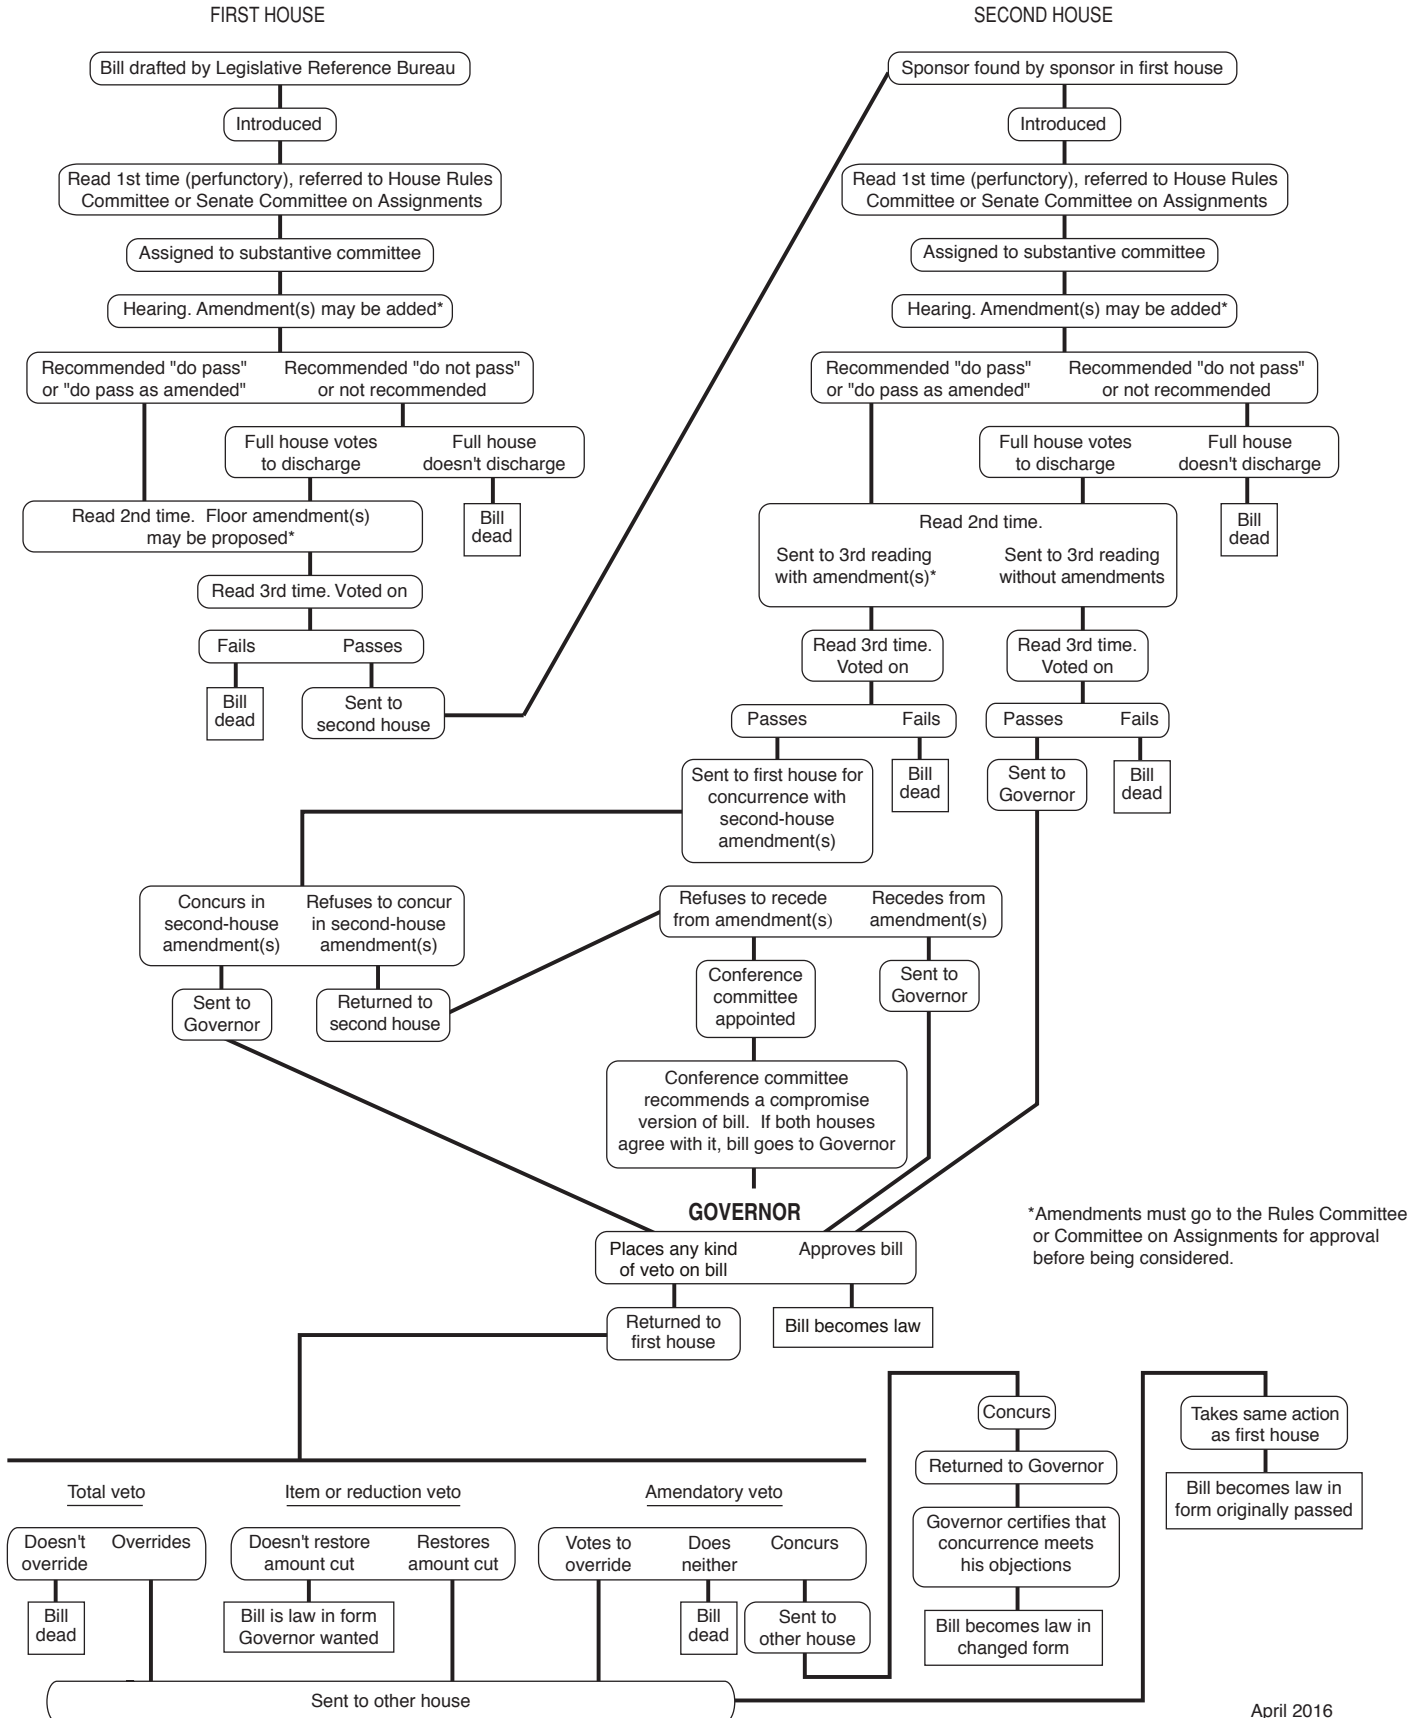 FIRST HOUSE
Bill drafted by Legislative Reference Bureau
Introduced
Read 1st time (perfunctory), referred to House Rules
Committee or Senate Committee on Assignments
Assigned to substantive committee
Hearing. Amendment(s) may be added*
Recommended "do pass"
or "do pass as amended"
Recommended "do not pass"
or not recommended
Full house votes
to discharge
Full house
doesn't discharge
Bill
dead
Read 2nd time. Floor amendment(s)
may be proposed*
Read 3rd time. Voted on
Fails
Passes
Bill
dead
Sent to
second house
SECOND HOUSE
Sponsor found by sponsor in first house
Introduced
Read 1st time (perfunctory), referred to House Rules
Committee or Senate Committee on Assignments
Assigned to substantive committee
Hearing. Amendment(s) may be added*
Recommended "do pass"
or "do pass as amended"
Recommended "do not pass"
or not recommended
Full house votes
to discharge
Full house
doesn't discharge
Bill
dead
Read 2nd time.
Sent to 3rd reading
with amendment(s)*
Sent to 3rd reading
without amendments
Read 3rd time.
Voted on
Read 3rd time.
Voted on
Passes
Fails
Passes
Fails
Sent to first house for
concurrence with
second-house
amendment(s)
Bill
dead
Sent to
Governor
Bill
dead
Concurs in
second-house
amendment(s)
Refuses to concur
in second-house
amendment(s)
Sent to
Governor
Returned to
second house
Refuses to recede
from amendment(s)
Recedes from
amendment(s)
Conference
committee
appointed
Sent to
Governor
Conference committee
recommends a compromise
version of bill. If both houses
agree with it, bill goes to Governor
GOVERNOR
Places any kind
of veto on bill
Approves bill
Returned to
first house
Bill becomes law
*Amendments must go to the Rules Committee
or Committee on Assignments for approval
before being considered.
Total veto
Doesn't
override
Overrides
Bill
dead
Item or reduction veto
Doesn't restore
amount cut
Restores
amount cut
Bill is law in form
Governor wanted
Amendatory veto
Votes to
override
Does
neither
Concurs
Bill
dead
Sent to
other house
Sent to other house
Concurs
Returned to Governor
Governor certifies that
concurrence meets
his objections
Bill becomes law in
changed form
Takes same action
as first house
Bill becomes law in
form originally passed
April 2016